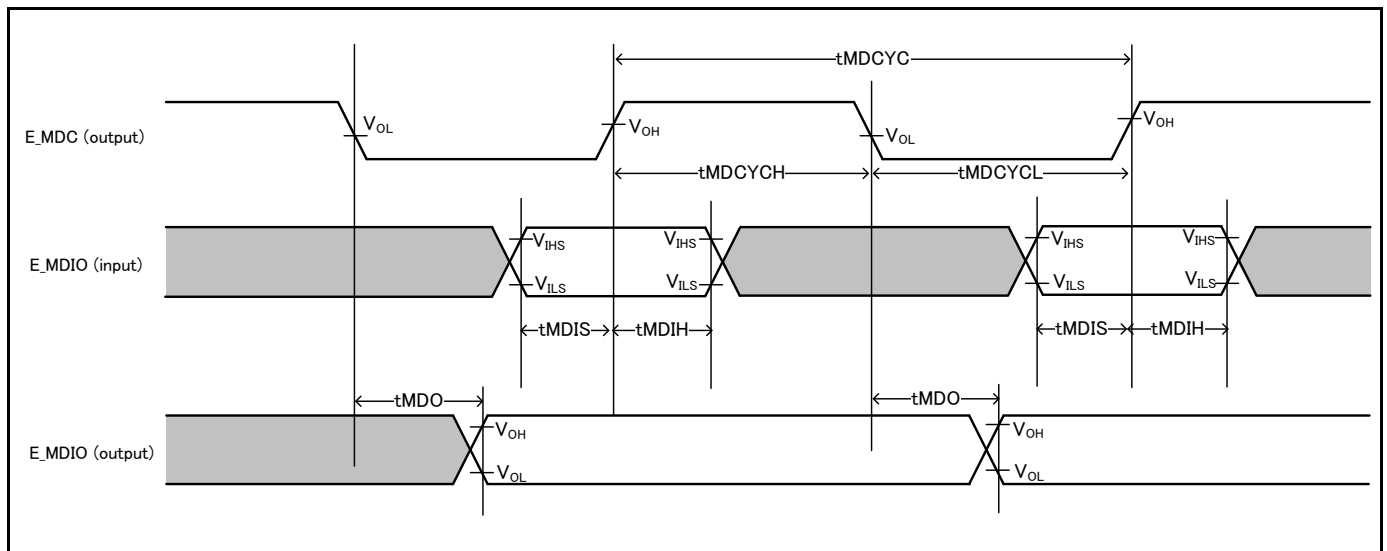 tMDCYC
E_MDC (output)
VOL
VOH
VOL
VOH
tMDCYCH
tMDCYCL
E_MDIO (input)
VIHS
VIHS
VIHS
VIHS
VILS
VILS
VILS
VILS
tMDIS
tMDIH
tMDIS
tMDIH
tMDO
tMDO
E_MDIO (output)
VOH
VOH
VOL
VOL